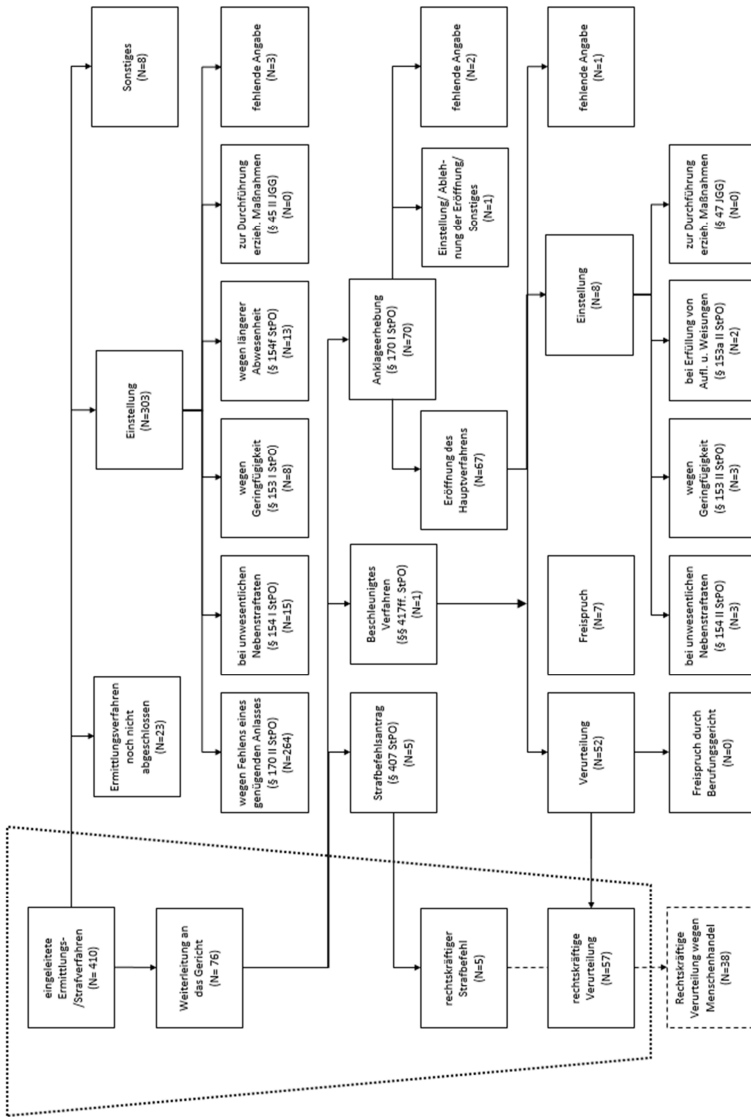 eingeleitete
Ermittlungs-
/Strafverfahren
(N= 410)
Ermittlungsverfahren
noch nicht
abgeschlossen
(N=23)
Einstellung
(N=303)
Sonstiges
(N=8)
Weiterleitung an
das Gericht
(N= 76)
wegen Fehlens eines
genügenden Anlasses
(§ 170 II StPO)
(N=264)
bei unwesentlichen
Nebenstraftaten
(§ 154 I StPO)
(N=15)
wegen
Geringfügigkeit
(§ 153 I StPO)
(N=8)
wegen längerer
Abwesenheit
(§ 154f StPO)
(N=13)
zur Durchführung
erzieh. Maßnahmen
(§ 45 II JGG)
(N=0)
fehlende Angabe
(N=3)
Strafbefehlsantrag
(§ 407 StPO)
(N=5)
Beschleunigtes
Verfahren
(§§ 417ff. StPO)
(N=1)
Anklageerhebung
(§ 170 I StPO)
(N=70)
rechtskräftiger
Strafbefehl
(N=5)
Eröffnung des
Hauptverfahrens
(N=67)
Einstellung/ Ableh-
nung der Eröffnung/
Sonstiges
(N=1)
fehlende Angabe
(N=2)
rechtskräftige
Verurteilung
(N=57)
Verurteilung
(N=52)
Freispruch
(N=7)
Einstellung
(N=8)
fehlende Angabe
(N=1)
Rechtskräftige
Verurteilung wegen
Menschenhandel
(N=38)
Freispruch durch
Berufungsgericht
(N=0)
bei unwesentlichen
Nebenstraftaten
(§ 154 II StPO)
(N=3)
wegen
Geringfügigkeit
(§ 153 II StPO)
(N=3)
bei Erfüllung von
Aufl. u. Weisungen
(§ 153a II StPO)
(N=2)
zur Durchführung
erzieh. Maßnahmen
(§ 47 JGG)
(N=0)